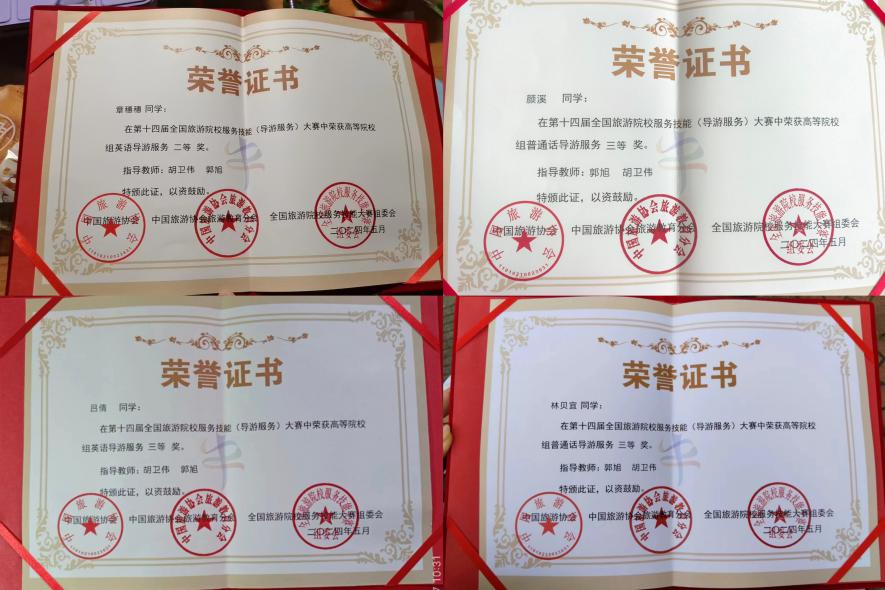 荣誉证书
章穗穗 同学：
在第十四届全国旅游院校服务技能（导游服务）大赛中荣获高等院校
组英语导游服务 二等 奖。
指导教师：胡卫伟 郭旭
特颁此证，以资鼓励。
中国旅游协会 中国旅游协会旅游教育分会 全国旅游院校服务技能大赛组委会
二〇二四年五月
荣誉证书
颜溪 同学：
在第十四届全国旅游院校服务技能（导游服务）大赛中荣获高等院校
组普通话导游服务 三等 奖。
指导教师：郭旭 胡卫伟
特颁此证，以资鼓励。
中国旅游协会 中国旅游协会旅游教育分会 全国旅游院校服务技能大赛组委会
二〇二四年五月
荣誉证书
吕倩 同学：
在第十四届全国旅游院校服务技能（导游服务）大赛中荣获高等院校
组英语导游服务 三等 奖。
指导教师：胡卫伟 郭旭
特颁此证，以资鼓励。
中国旅游协会 中国旅游协会旅游教育分会 全国旅游院校服务技能大赛组委会
二〇二四年五月
10:31
荣誉证书
林贝宜 同学：
在第十四届全国旅游院校服务技能（导游服务）大赛中荣获高等院校
组普通话导游服务 三等 奖。
指导教师：郭旭 胡卫伟
特颁此证，以资鼓励。
中国旅游协会 中国旅游协会旅游教育分会 全国旅游院校服务技能大赛组委会
二〇二四年五月